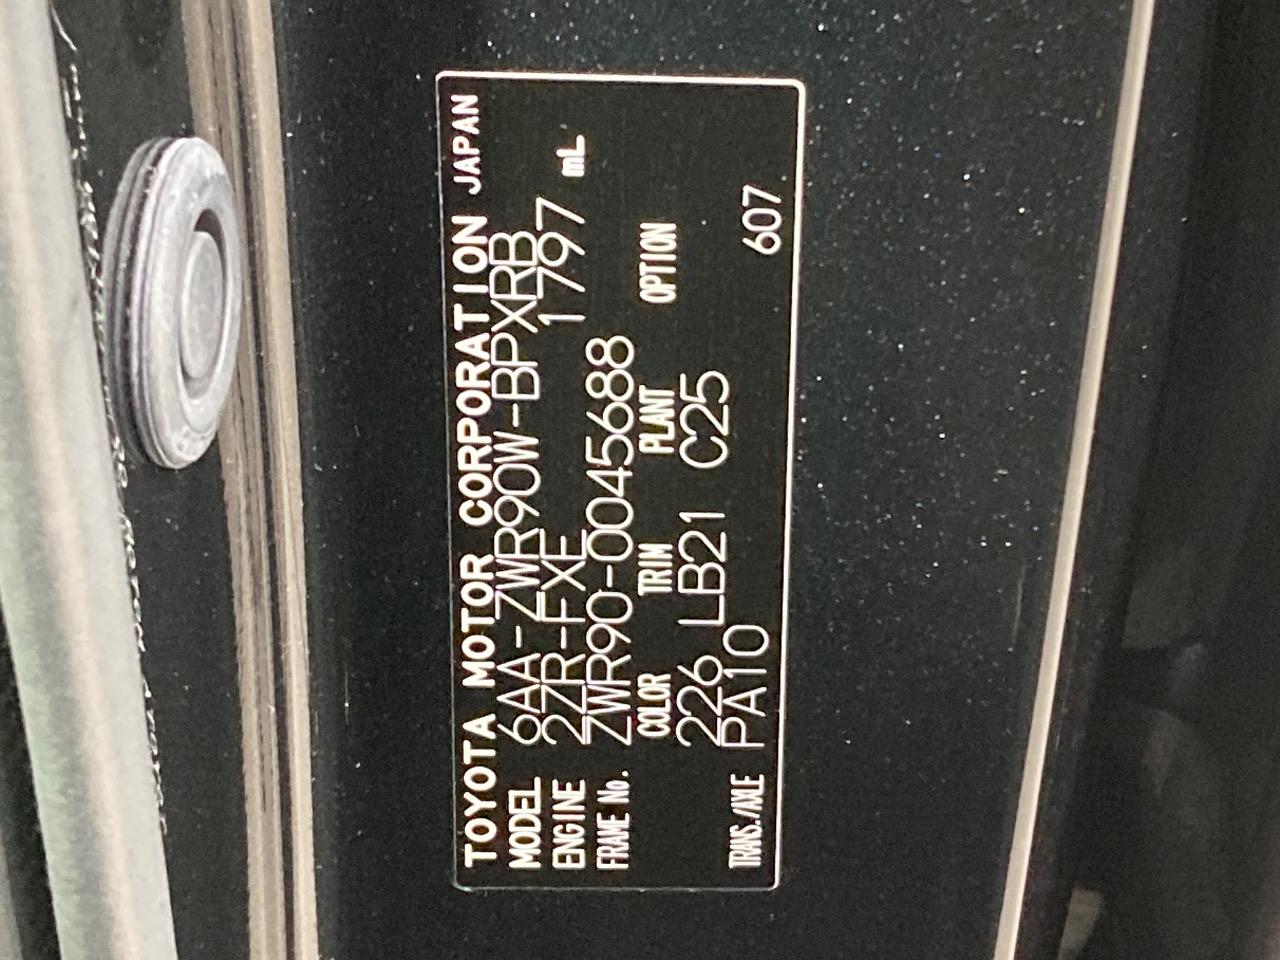 TOYOTA MOTOR CORPORATION JAPAN
MODEL 6AA-ZWR90W-BPXRB
ENGINE 2ZR-FXE 1797 mL
FRAME No. ZWR90-0045688
COLOR TRIM PLANT OPTION
226 LB21 C25
TRANS./AXLE PA10 607